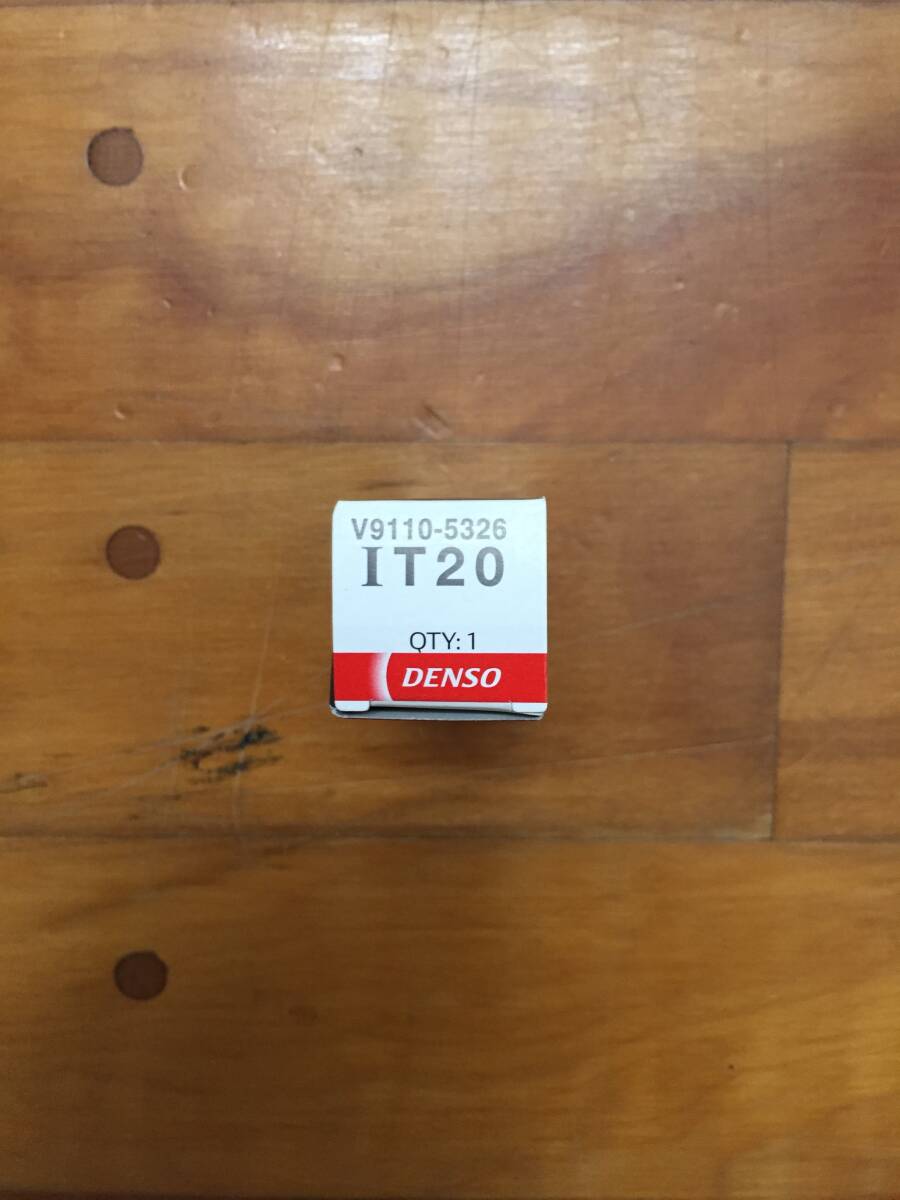 V9110-5326
IT20
QTY: 1
DENSO